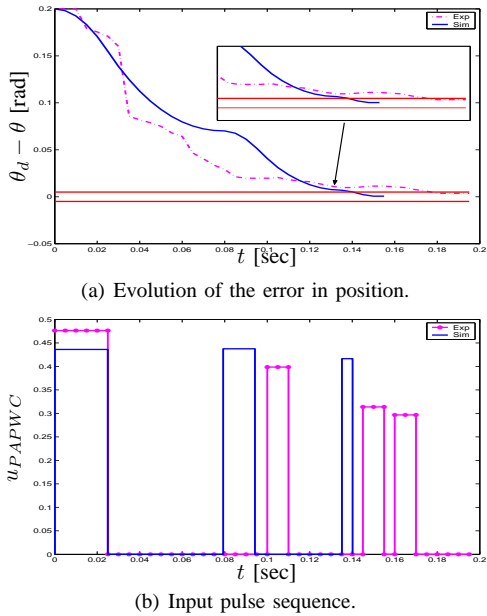 0.2
0.15
0.1
0.05
0
−0.05
θd − θ [rad]
Exp
Sim
0 0.02 0.04 0.06 0.08 0.1 0.12 0.14 0.16 0.18 0.2
t [sec]
(a) Evolution of the error in position.
0.5
0.45
0.4
0.35
0.3
0.25
0.2
0.15
0.1
0.05
0
uPAPWC
Exp
Sim
0 0.02 0.04 0.06 0.08 0.1 0.12 0.14 0.16 0.18 0.2
t [sec]
(b) Input pulse sequence.